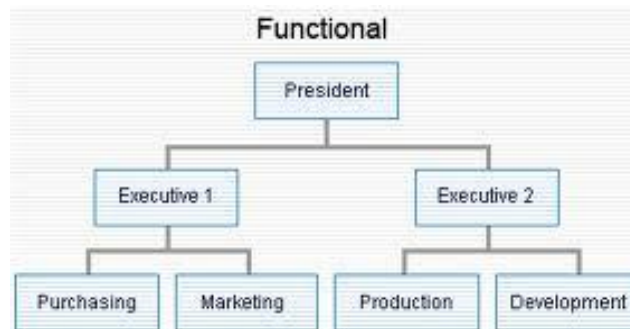 Functional
President
Executive 1
Executive 2
Purchasing
Marketing
Production
Development